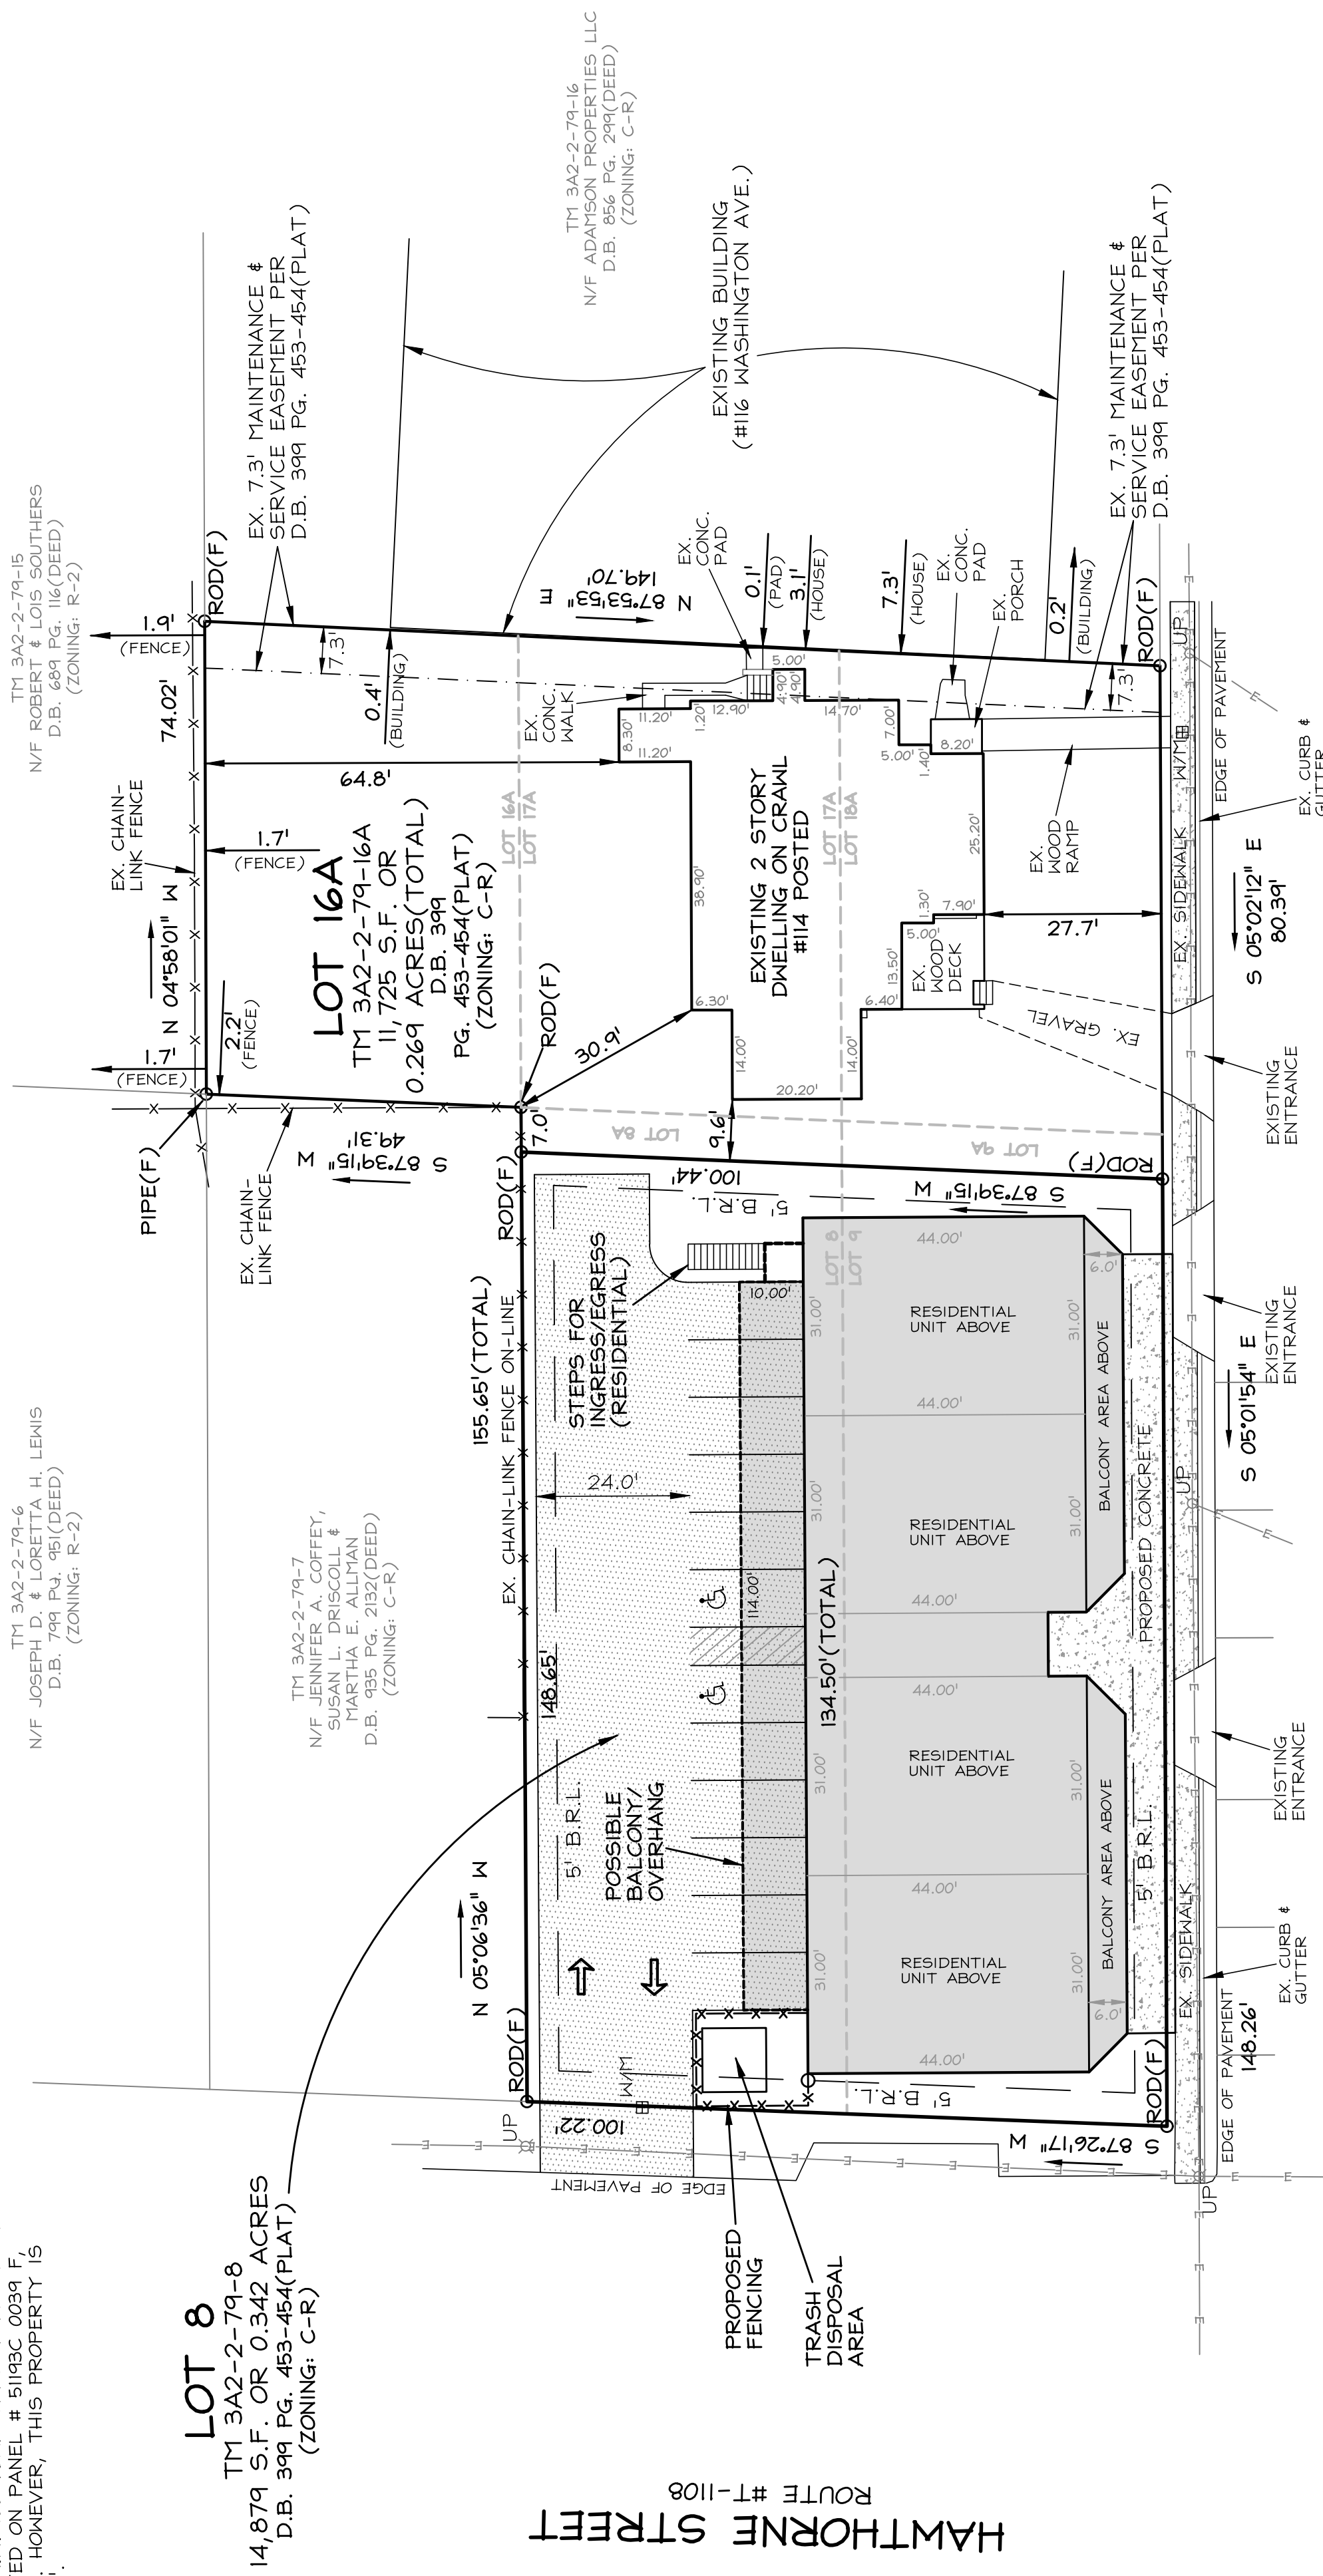 TED ON PANEL # 51193C 0039 F,
HOWEVER, THIS PROPERTY IS
LOT 8
TM 3A2-2-79-8
14,879 S.F. OR 0.342 ACRES
D.B. 399 PG. 453-454(PLAT)
(ZONING: C-R)
HAWTHORNE STREET
ROUTE #T-1108
TM 3A2-2-79-6
N/F JOSEPH D. & LORETTA H. LEWIS
D.B. 799 PG. 951(DEED)
(ZONING: R-2)
TM 3A2-2-79-7
N/F JENNIFER A. COFFEY,
SUSAN L. DRISCOLL &
MARTHA E. ALLMAN
D.B. 935 PG. 2132(DEED)
(ZONING: C-R)
TM 3A2-2-79-15
N/F ROBERT & LOIS SOUTHERS
D.B. 689 PG. 116(DEED)
(ZONING: R-2)
TM 3A2-2-79-16
N/F ADAMSON PROPERTIES LLC
D.B. 856 PG. 299(DEED)
(ZONING: C-R)
EXISTING BUILDING
(#116 WASHINGTON AVE.)
EX. 7.3' MAINTENANCE &
SERVICE EASEMENT PER
D.B. 399 PG. 453-454(PLAT)
EX. 7.3' MAINTENANCE &
SERVICE EASEMENT PER
D.B. 399 PG. 453-454(PLAT)
LOT 16A
TM 3A2-2-79-16A
11,725 S.F. OR
0.269 ACRES(TOTAL)
D.B. 399
PG. 453-454(PLAT)
(ZONING: C-R)
PIPE(F)
EX. CHAIN-
LINK FENCE
EX. CHAIN-
LINK FENCE
1.7'
(FENCE)
2.2'
(FENCE)
1.7'
(FENCE)
1.9'
(FENCE)
N 04°58'01" W
74.02'
ROD(F)
N 87°53'53" E
149.70'
S 87°39'15" W
49.31'
ROD(F)
30.9'
64.8'
7.3'
0.4'
(BUILDING)
EX.
CONC.
WALK
EX.
CONC.
PAD
0.1'
(PAD)
3.1'
(HOUSE)
7.3'
(HOUSE)
EX.
CONC.
PAD
EX.
PORCH
0.2'
(BUILDING)
7.3'
ROD(F)
LOT 16A
LOT 17A
LOT 17A
LOT 18A
EXISTING 2 STORY
DWELLING ON CRAWL
#114 POSTED
11.20'
8.30'
11.20'
1.20'
12.90'
4.90'
5.00'
4.90'
14.70'
7.00'
5.00'
1.40'
8.20'
25.20'
38.90'
6.30'
14.00'
20.20'
14.00'
6.40'
13.50'
5.00'
1.30'
7.90'
EX.
WOOD
DECK
EX.
WOOD
RAMP
EX. GRAVEL
27.7'
9.6'
7.0'
LOT 8A
LOT 9A
ROD(F)
ROD(F)
100.44'
S 87°39'15" W
5' B.R.L.
155.65'(TOTAL)
EX. CHAIN-LINK FENCE ON-LINE
148.65'
N 05°06'36" W
ROD(F)
UP
100.22'
S 87°26'17" W
W/M
5' B.R.L.
STEPS FOR
INGRESS/EGRESS
(RESIDENTIAL)
24.0'
POSSIBLE
BALCONY/
OVERHANG
10.00'
114.00'
134.50'(TOTAL)
LOT 8
LOT 9
44.00'
31.00'
RESIDENTIAL
UNIT ABOVE
31.00'
6.0'
BALCONY AREA ABOVE
44.00'
31.00'
RESIDENTIAL
UNIT ABOVE
31.00'
44.00'
44.00'
31.00'
RESIDENTIAL
UNIT ABOVE
31.00'
BALCONY AREA ABOVE
44.00'
31.00'
RESIDENTIAL
UNIT ABOVE
31.00'
6.0'
44.00'
5' B.R.L.
PROPOSED CONCRETE
5' B.R.L.
ROD(F)
PROPOSED
FENCING
TRASH
DISPOSAL
AREA
EDGE OF PAVEMENT
EX. SIDEWALK
UP
EDGE OF PAVEMENT
148.26'
S 05°01'54" E
EX. CURB &
GUTTER
EXISTING
ENTRANCE
UP
EXISTING
ENTRANCE
EXISTING
ENTRANCE
EX. SIDEWALK
W/M
UP
EDGE OF PAVEMENT
S 05°02'12" E
80.39'
EX. CURB &
GUTTER